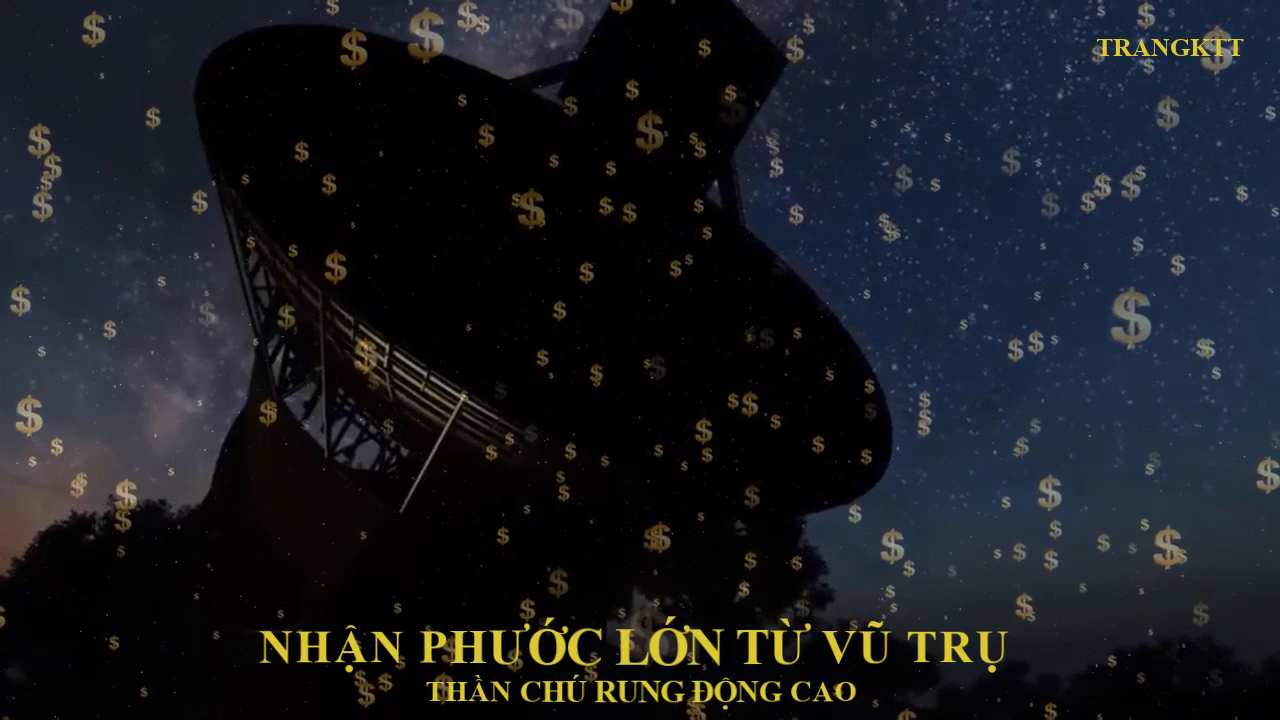 TRANGKTT
NHẬN PHƯỚC LỚN TỪ VŨ TRỤ
THẦN CHÚ RUNG ĐỘNG CAO